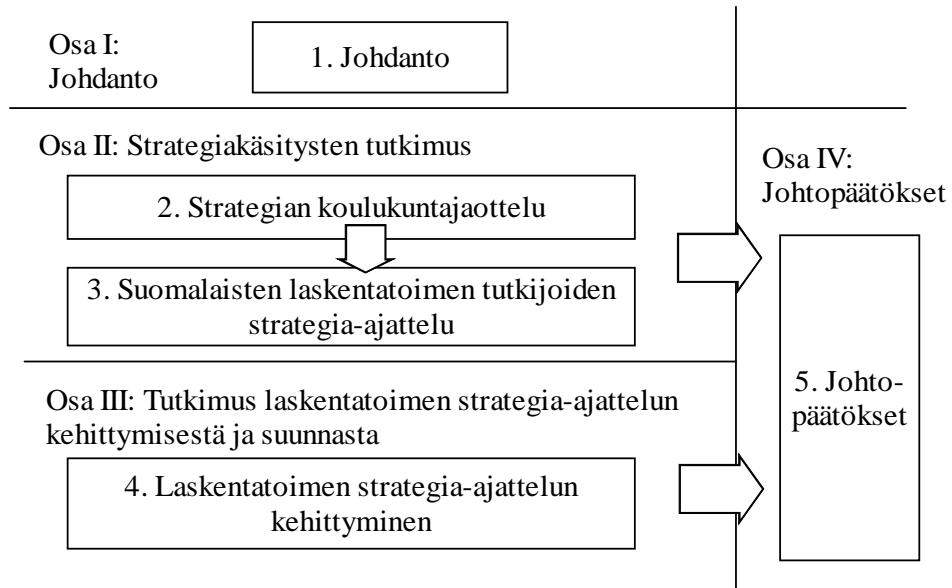 Osa I:
Johdanto
1. Johdanto
Osa II: Strategiakäsitysten tutkimus
2. Strategian koulukuntajaottelu
3. Suomalaisten laskentatoimen tutkijoiden
strategia-ajattelu
Osa III: Tutkimus laskentatoimen strategia-ajattelun
kehittymisestä ja suunnasta
4. Laskentatoimen strategia-ajattelun
kehittyminen
Osa IV:
Johtopäätökset
5. Johto-
päätökset